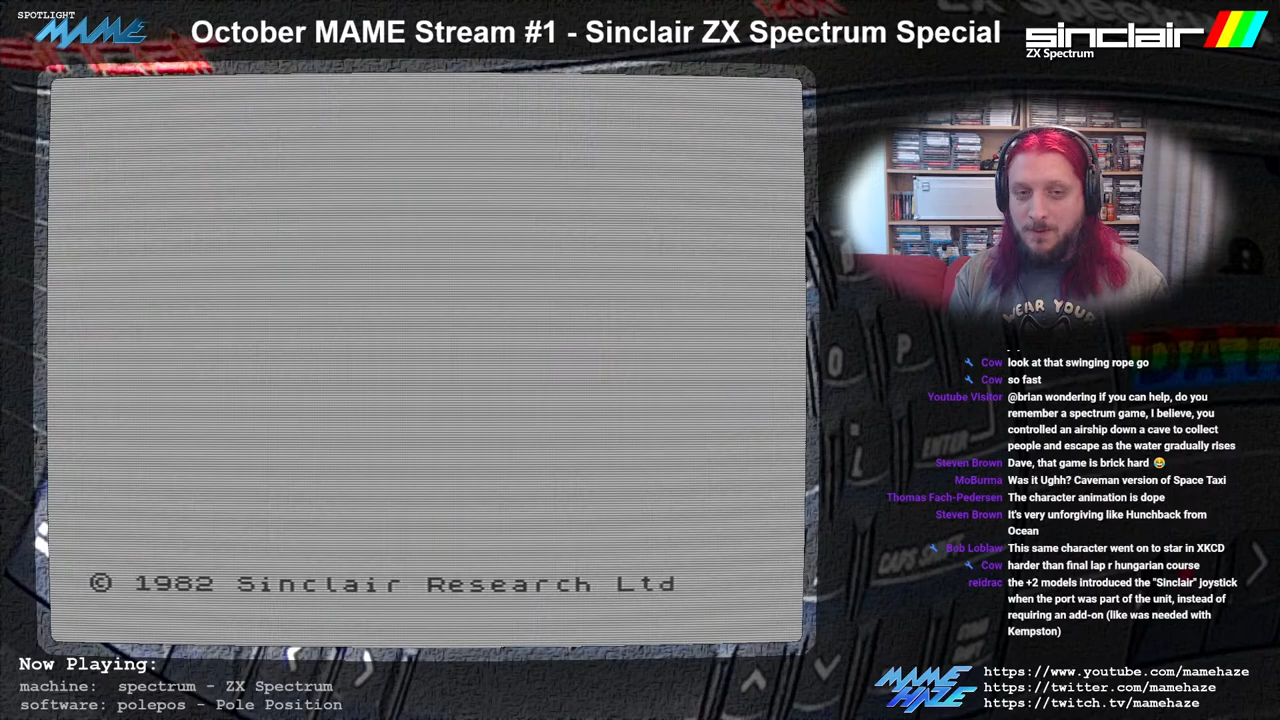 SPOTLIGHT
MAME
October MAME Stream #1 - Sinclair ZX Spectrum Special
sinclair
ZX Spectrum
WEAR YOUR
Cow look at that swinging rope go
Cow so fast
Youtube Visitor @brian wondering if you can help, do you
remember a spectrum game, I believe, you
controlled an airship down a cave to collect
people and escape as the water gradually rises
Steven Brown Dave, that game is brick hard 😂
MoBurma Was it Ughh? Caveman version of Space Taxi
Thomas Fach-Pedersen The character animation is dope
Steven Brown It's very unforgiving like Hunchback from
Ocean
Bob Loblaw This same character went on to star in XKCD
Cow harder than final lap r hungarian course
reidrac the +2 models introduced the "Sinclair" joystick
when the port was part of the unit, instead of
requiring an add-on (like was needed with
Kempston)
© 1982 Sinclair Research Ltd
O
P
ENTER
CAPS SHIFT
Now Playing:
machine: spectrum - ZX Spectrum
software: polepos - Pole Position
MAME
HAZE
https://www.youtube.com/mamehaze
https://twitter.com/mamehaze
https://twitch.tv/mamehaze